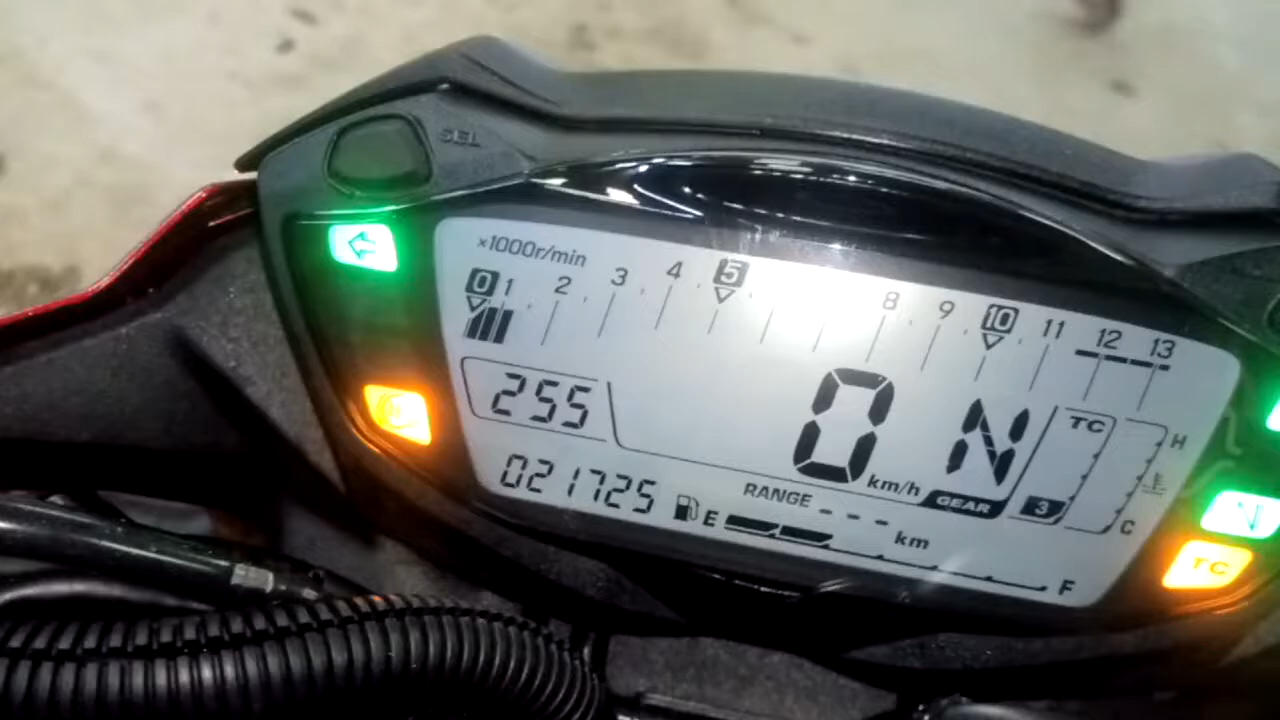 SEL
×1000r/min
0 1 2 3 4 5 8 9 10 11 12 13
255
0 km/h N
GEAR
TC
3
H
C
021725
RANGE --- km
E F
N
TC